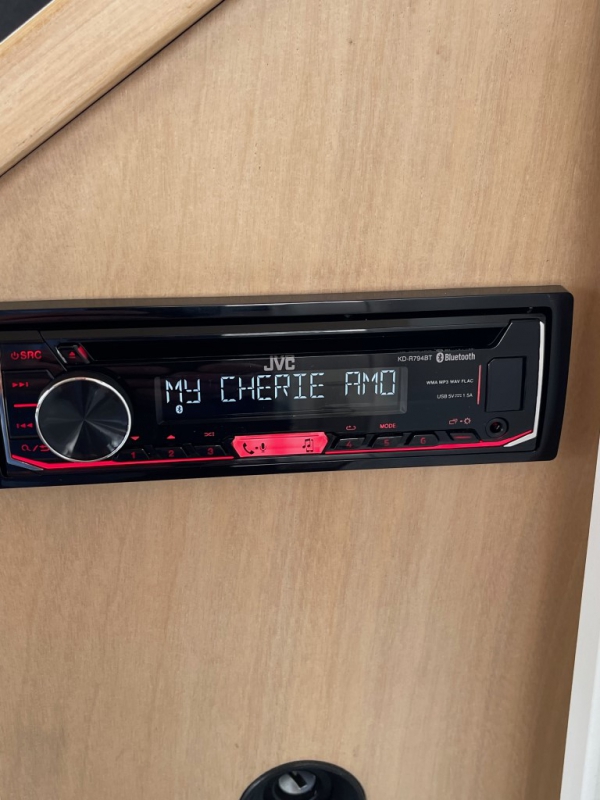 JVC
KD-R794BT Bluetooth
SRC
MY CHERIE AMO
WMA MP3 WAV FLAC
USB 5V 1.5A
MODE
1 2 3 5 6